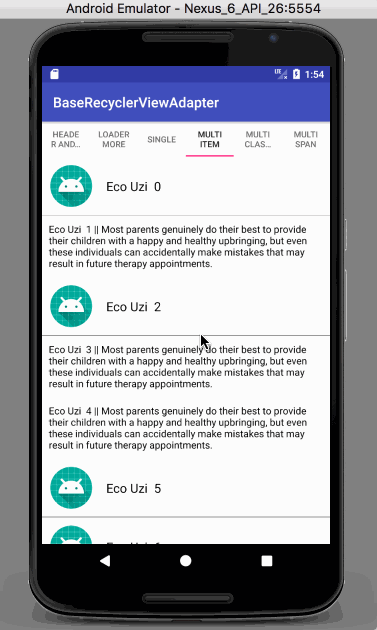 Android Emulator - Nexus_6_API_26:5554
LTE 1:54
BaseRecyclerViewAdapter
HEADE
R AND...
LOADER
MORE
SINGLE
MULTI
ITEM
MULTI
CLAS...
MULTI
SPAN
Eco Uzi 0
Eco Uzi 1 || Most parents genuinely do their best to provide
their children with a happy and healthy upbringing, but even
these individuals can accidentally make mistakes that may
result in future therapy appointments.
Eco Uzi 2
Eco Uzi 3 || Most parents genuinely do their best to provide
their children with a happy and healthy upbringing, but even
these individuals can accidentally make mistakes that may
result in future therapy appointments.
Eco Uzi 4 || Most parents genuinely do their best to provide
their children with a happy and healthy upbringing, but even
these individuals can accidentally make mistakes that may
result in future therapy appointments.
Eco Uzi 5